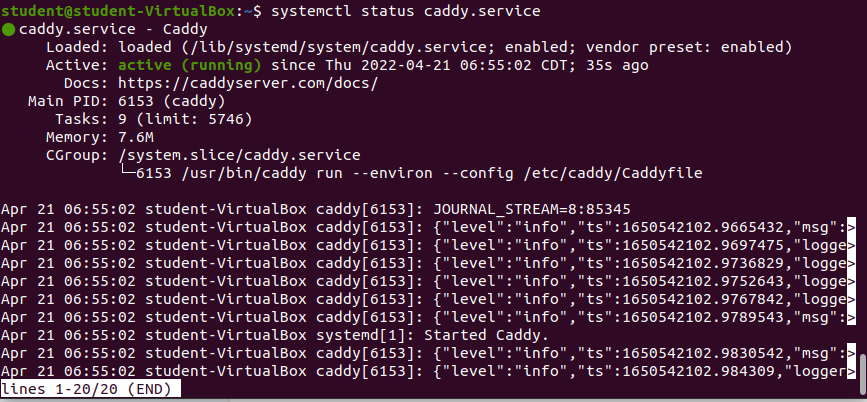 student@student-VirtualBox:~$ systemctl status caddy.service
● caddy.service - Caddy
Loaded: loaded (/lib/systemd/system/caddy.service; enabled; vendor preset: enabled)
Active: active (running) since Thu 2022-04-21 06:55:02 CDT; 35s ago
Docs: https://caddyserver.com/docs/
Main PID: 6153 (caddy)
Tasks: 9 (limit: 5746)
Memory: 7.6M
CGroup: /system.slice/caddy.service
└─6153 /usr/bin/caddy run --environ --config /etc/caddy/Caddyfile
Apr 21 06:55:02 student-VirtualBox caddy[6153]: JOURNAL_STREAM=8:85345
Apr 21 06:55:02 student-VirtualBox caddy[6153]: {"level":"info","ts":1650542102.9665432,"msg":>
Apr 21 06:55:02 student-VirtualBox caddy[6153]: {"level":"info","ts":1650542102.9697475,"logge>
Apr 21 06:55:02 student-VirtualBox caddy[6153]: {"level":"info","ts":1650542102.9736829,"logge>
Apr 21 06:55:02 student-VirtualBox caddy[6153]: {"level":"info","ts":1650542102.9752643,"logge>
Apr 21 06:55:02 student-VirtualBox caddy[6153]: {"level":"info","ts":1650542102.9767842,"logge>
Apr 21 06:55:02 student-VirtualBox caddy[6153]: {"level":"info","ts":1650542102.9789543,"msg":>
Apr 21 06:55:02 student-VirtualBox systemd[1]: Started Caddy.
Apr 21 06:55:02 student-VirtualBox caddy[6153]: {"level":"info","ts":1650542102.9830542,"msg":>
Apr 21 06:55:02 student-VirtualBox caddy[6153]: {"level":"info","ts":1650542102.984309,"logger>
lines 1-20/20 (END)